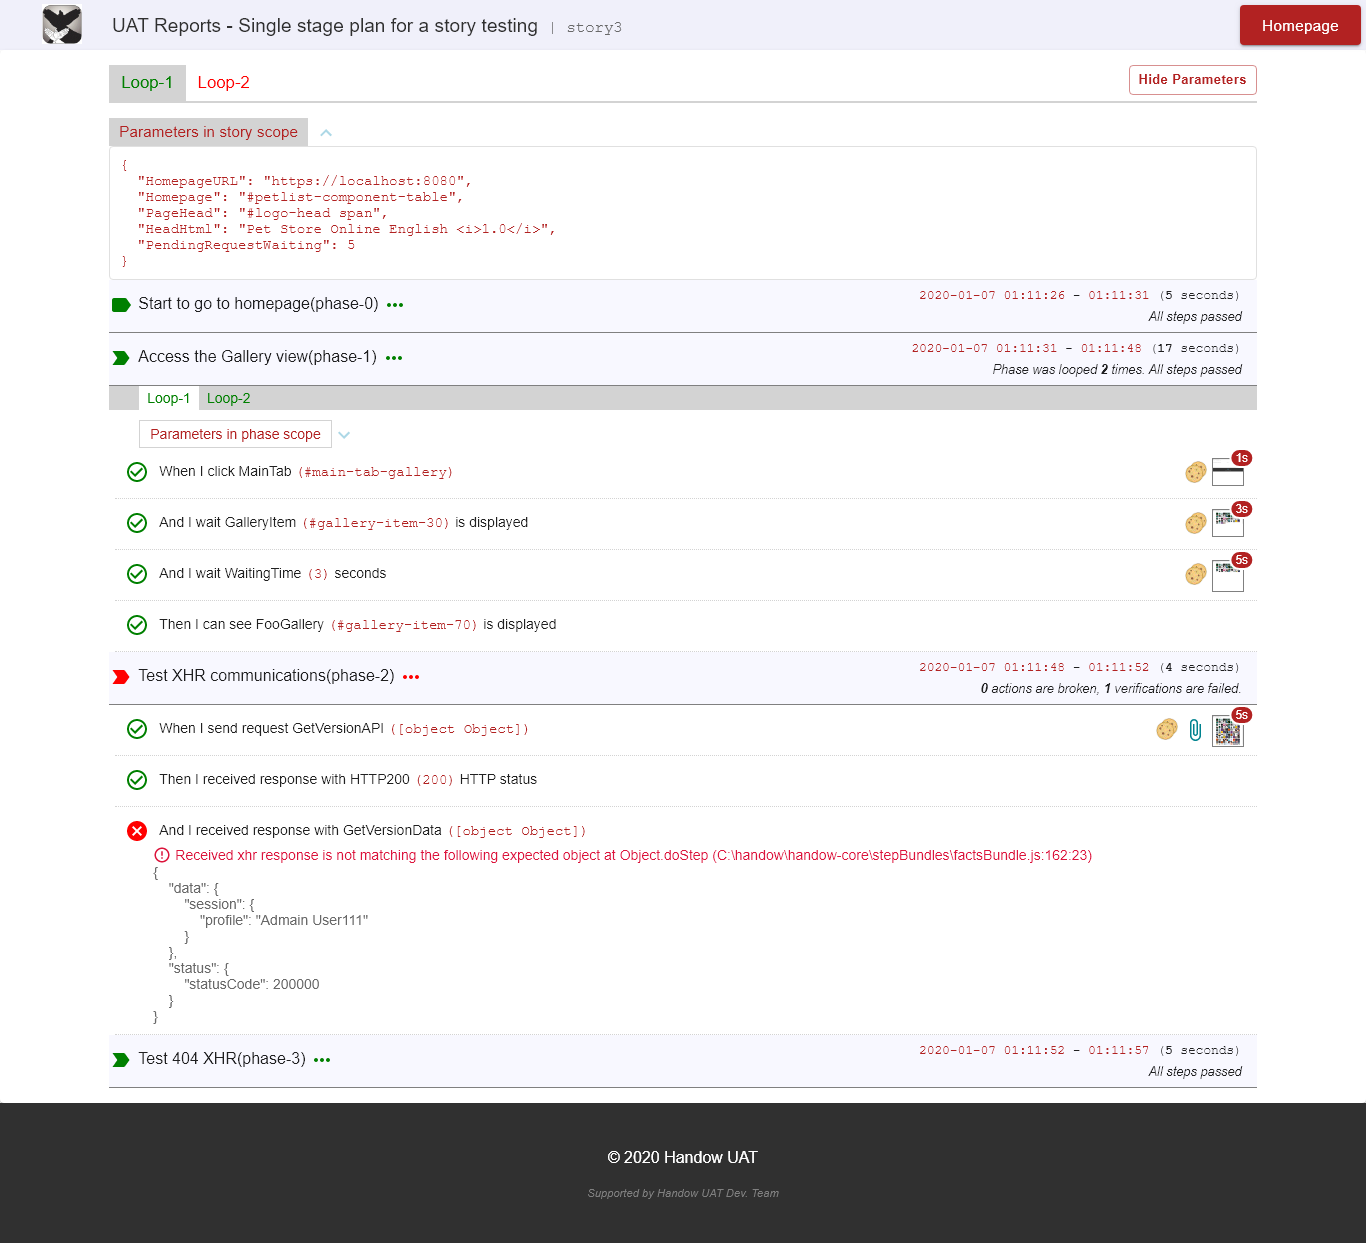 UAT Reports - Single stage plan for a story testing | story3
Homepage
Loop-1 Loop-2
Hide Parameters
Parameters in story scope
{
"HomepageURL": "https://localhost:8080",
"Homepage": "#petlist-component-table",
"PageHead": "#logo-head span",
"HeadHtml": "Pet Store Online English <i>1.0</i>",
"PendingRequestWaiting": 5
}
Start to go to homepage(phase-0)
2020-01-07 01:11:26 - 01:11:31 (5 seconds)
All steps passed
Access the Gallery view(phase-1)
2020-01-07 01:11:31 - 01:11:48 (17 seconds)
Phase was looped 2 times. All steps passed
Loop-1 Loop-2
Parameters in phase scope
When I click MainTab (#main-tab-gallery)
1s
And I wait GalleryItem (#gallery-item-30) is displayed
3s
And I wait WaitingTime (3) seconds
5s
Then I can see FooGallery (#gallery-item-70) is displayed
Test XHR communications(phase-2)
2020-01-07 01:11:48 - 01:11:52 (4 seconds)
0 actions are broken, 1 verifications are failed.
When I send request GetVersionAPI ([object Object])
5s
Then I received response with HTTP200 (200) HTTP status
And I received response with GetVersionData ([object Object])
Received xhr response is not matching the following expected object at Object.doStep (C:\handow\handow-core\stepBundles\factsBundle.js:162:23)
{
"data": {
"session": {
"profile": "Admain User111"
}
},
"status": {
"statusCode": 200000
}
}
Test 404 XHR(phase-3)
2020-01-07 01:11:52 - 01:11:57 (5 seconds)
All steps passed
© 2020 Handow UAT
Supported by Handow UAT Dev. Team